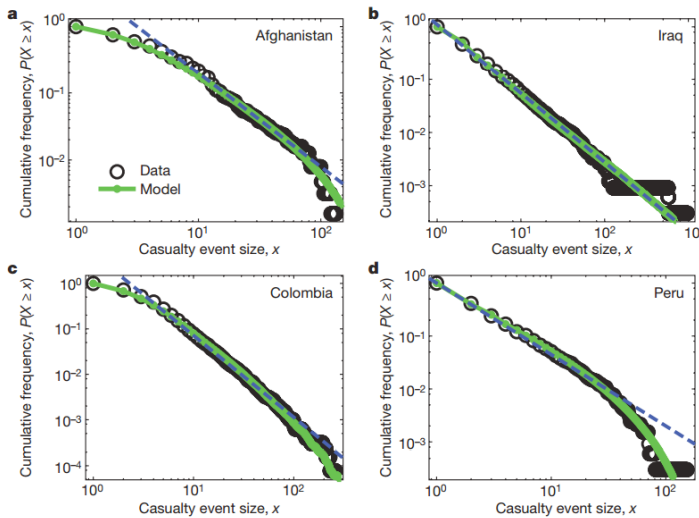 a
Afghanistan
Cumulative frequency, P(X ≥ x)
10⁰
10⁻¹
10⁻²
Data
Model
10⁰
10¹
10²
Casualty event size, x
b
Iraq
Cumulative frequency, P(X ≥ x)
10⁰
10⁻¹
10⁻²
10⁻³
10⁰
10¹
10²
10
Casualty event size, x
c
Colombia
Cumulative frequency, P(X ≥ x)
10⁰
10⁻¹
10⁻²
10⁻³
10⁻⁴
10⁰
10¹
10²
Casualty event size, x
d
Peru
Cumulative frequency, P(X ≥ x)
10⁰
10⁻¹
10⁻²
10⁻³
10⁰
10¹
10²
Casualty event size, x